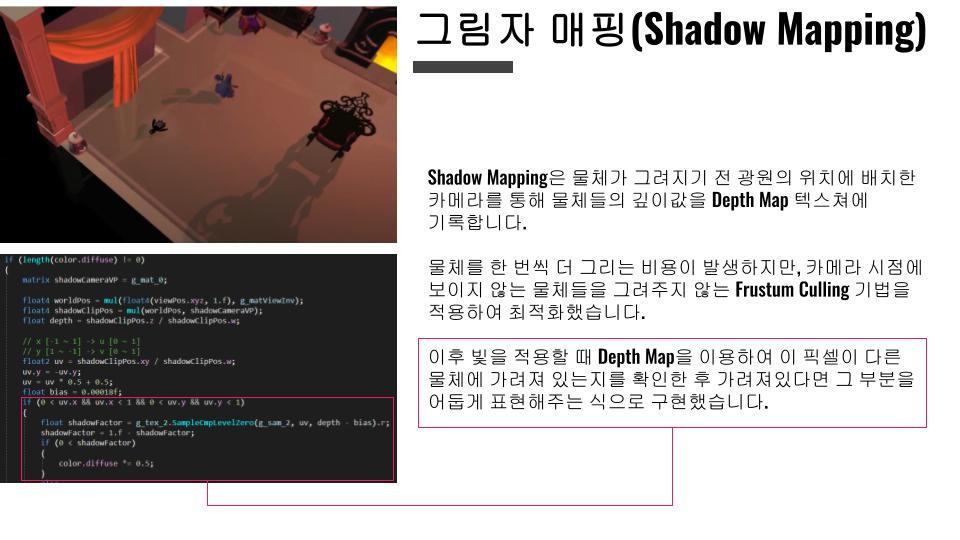 그림자 매핑(Shadow Mapping)
Shadow Mapping은 물체가 그려지기 전 광원의 위치에 배치한
카메라를 통해 물체들의 깊이값을 Depth Map 텍스쳐에
기록합니다.
물체를 한 번씩 더 그리는 비용이 발생하지만, 카메라 시점에
보이지 않는 물체들을 그려주지 않는 Frustum Culling 기법을
적용하여 최적화했습니다.
이후 빛을 적용할 때 Depth Map을 이용하여 이 픽셀이 다른
물체에 가려져 있는지를 확인한 후 가려져있다면 그 부분을
어둡게 표현해주는 식으로 구현했습니다.
if (length(color.diffuse) != 0)
{
matrix shadowCameraVP = g_mat_0;
float4 worldPos = mul(float4(viewPos.xyz, 1.f), g_matViewInv);
float4 shadowClipPos = mul(worldPos, shadowCameraVP);
float depth = shadowClipPos.z / shadowClipPos.w;
// x [-1 ~ 1] -> u [0 ~ 1]
// y [1 ~ -1] -> v [0 ~ 1]
float2 uv = shadowClipPos.xy / shadowClipPos.w;
uv.y = -uv.y;
uv = uv * 0.5 + 0.5;
float bias = 0.00018f;
if (0 < uv.x && uv.x < 1 && 0 < uv.y && uv.y < 1)
{
float shadowFactor = g_tex_2.SampleCmpLevelZero(g_sam_2, uv, depth - bias).r;
shadowFactor = 1.f - shadowFactor;
if (0 < shadowFactor)
{
color.diffuse *= 0.5;
}